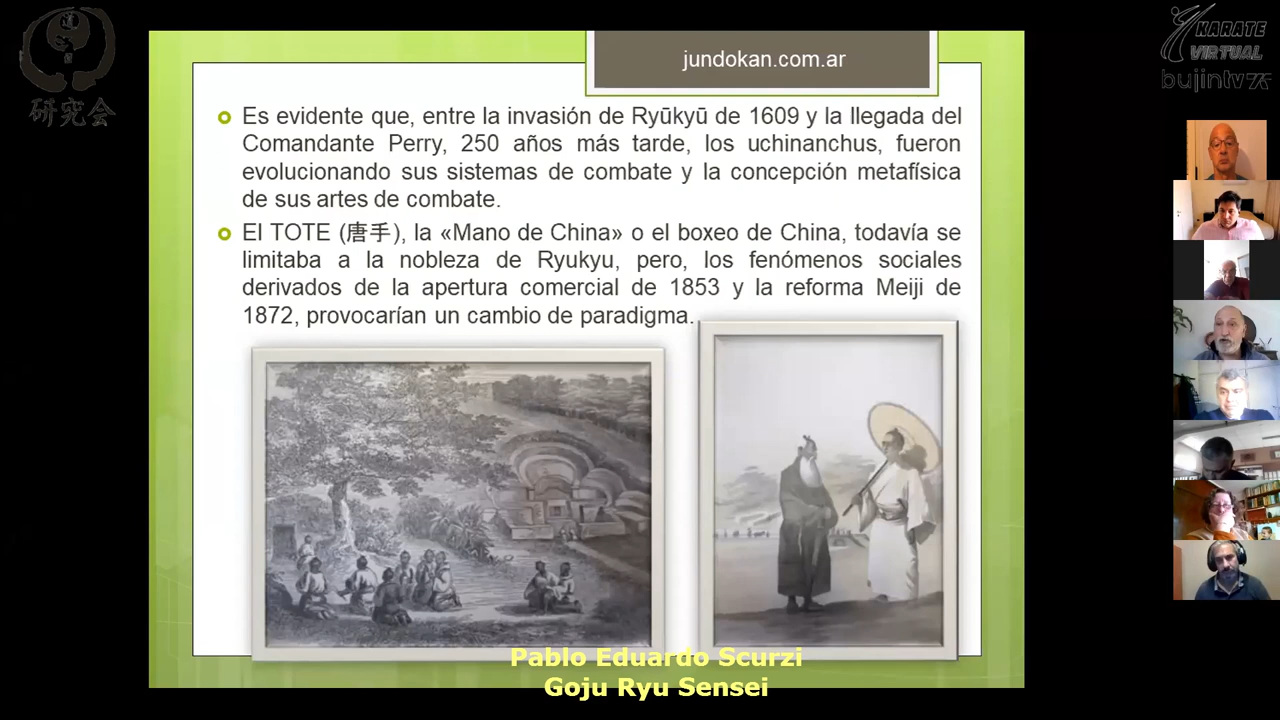 研究会
KARATE
VIRTUAL
bujintv
jundokan.com.ar
Es evidente que, entre la invasión de Ryūkyū de 1609 y la llegada del
Comandante Perry, 250 años más tarde, los uchinanchus, fueron
evolucionando sus sistemas de combate y la concepción metafísica
de sus artes de combate.
El TOTE (唐手), la «Mano de China» o el boxeo de China, todavía se
limitaba a la nobleza de Ryukyu, pero, los fenómenos sociales
derivados de la apertura comercial de 1853 y la reforma Meiji de
1872, provocarían un cambio de paradigma.
Pablo Eduardo Scurzi
Goju Ryu Sensei